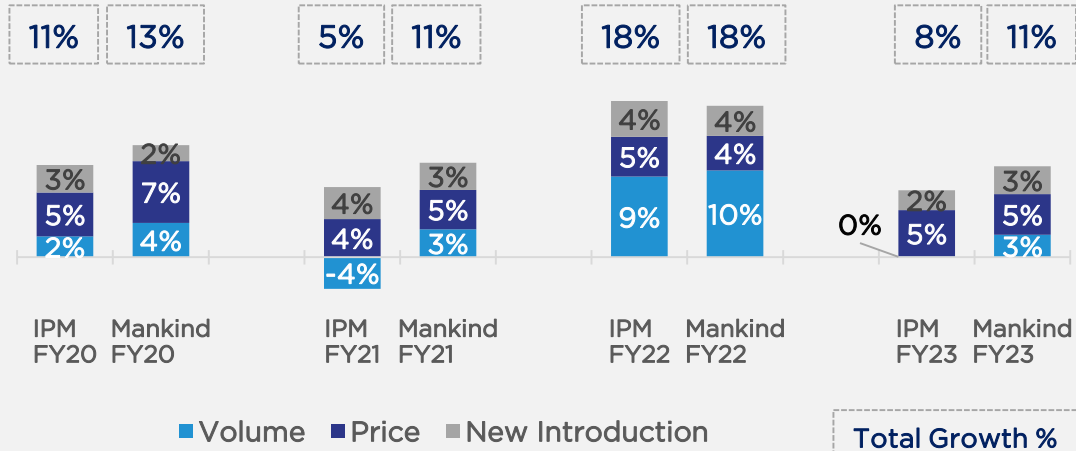 11% 13% 5% 11% 18% 18% 8% 11%
4% 4%
2% 5% 4%
3% 3% 3%
7% 4% 2%
5% 5% 9% 10% 0% 5% 5%
2% 4% 4% 3% 3%
-4%
IPM Mankind IPM Mankind IPM Mankind IPM Mankind
FY20 FY20 FY21 FY21 FY22 FY22 FY23 FY23
Volume Price New Introduction
Total Growth %